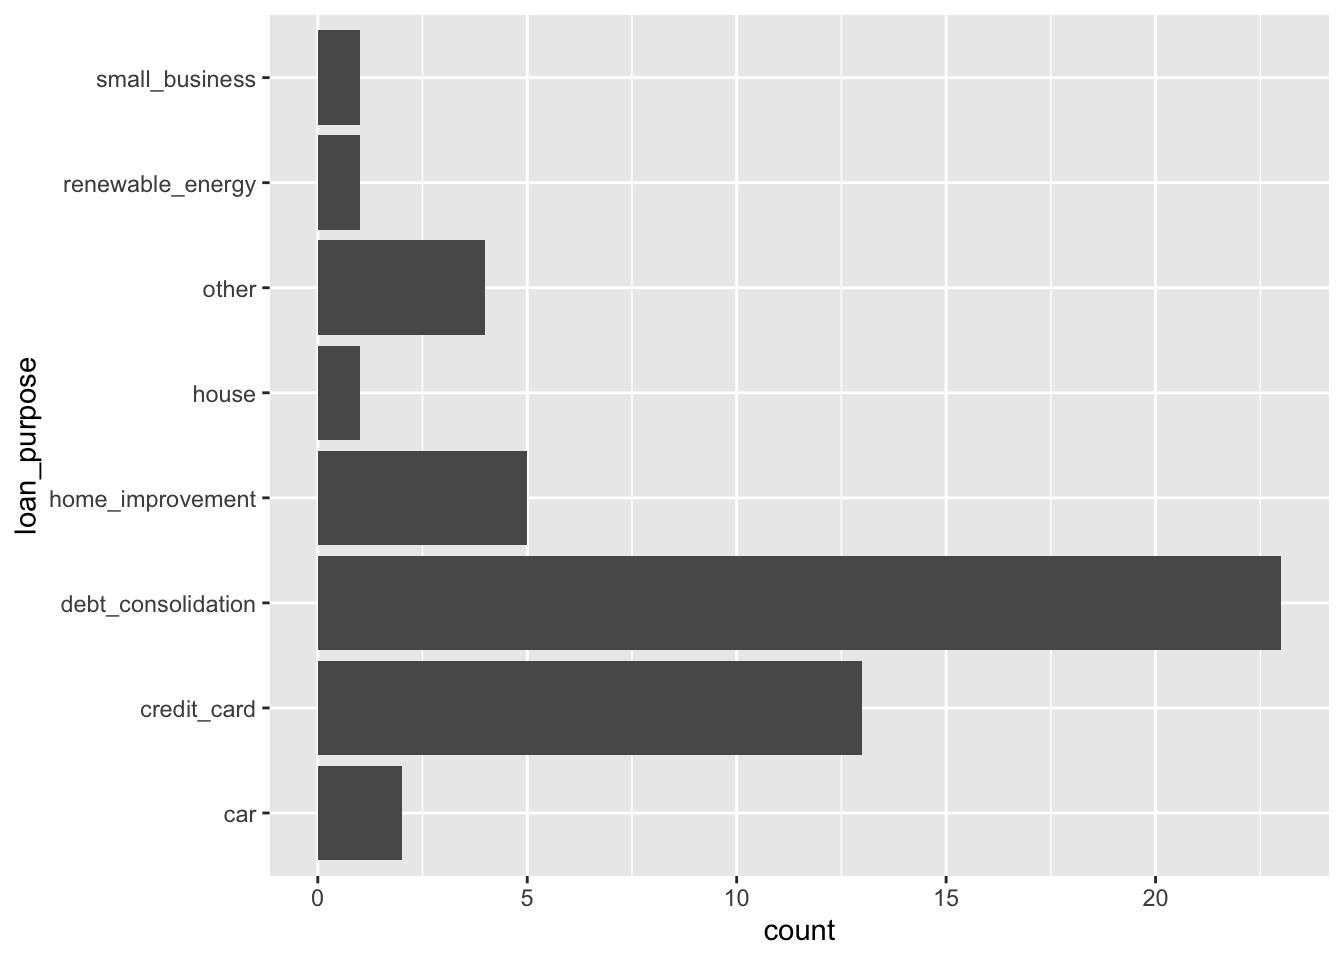 small_business
renewable_energy
other
house
home_improvement
debt_consolidation
credit_card
car
loan_purpose
0 5 10 15 20
count